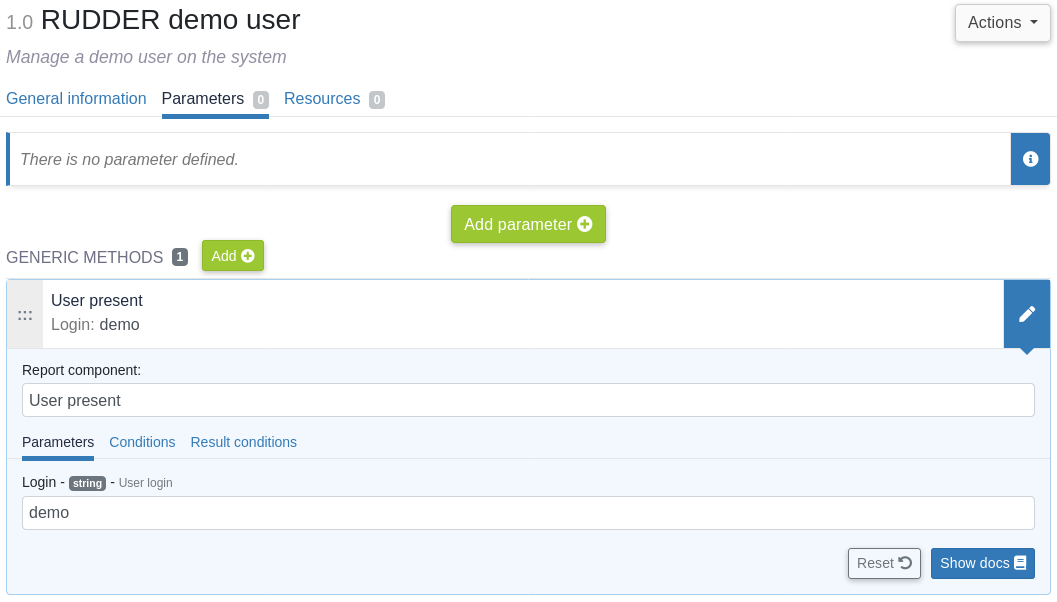 1.0 RUDDER demo user
Actions
Manage a demo user on the system
General information Parameters 0 Resources 0
There is no parameter defined.
Add parameter
GENERIC METHODS 1 Add
User present
Login: demo
Report component:
User present
Parameters Conditions Result conditions
Login - string - User login
demo
Reset Show docs